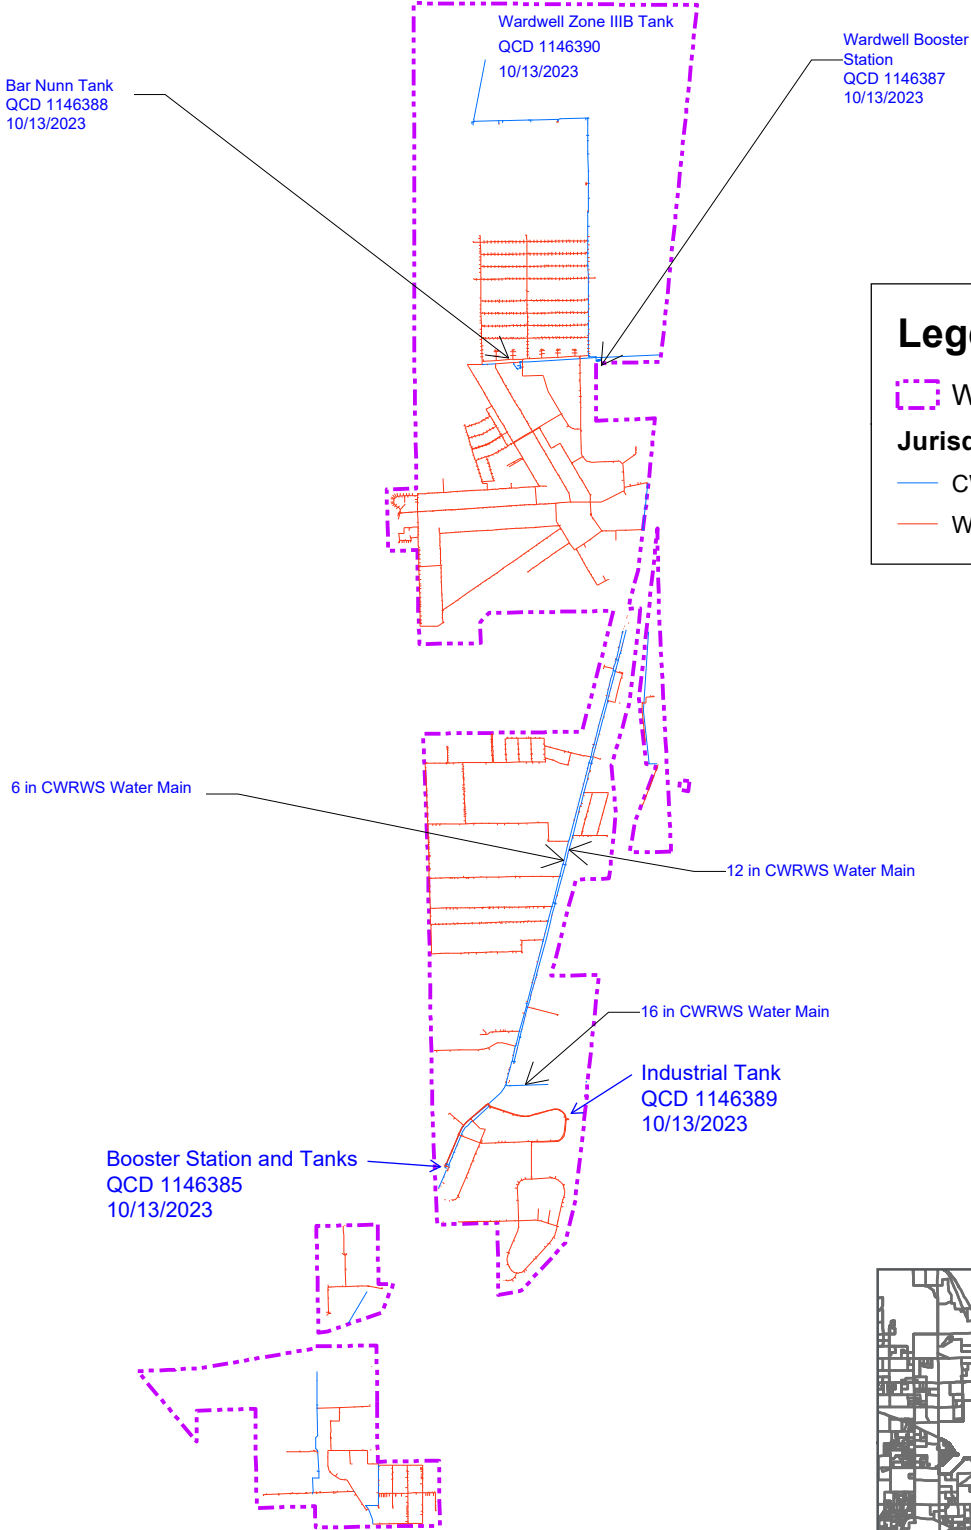 Wardwell Zone IIIB Tank
QCD 1146390
10/13/2023
Wardwell Booster
Station
QCD 1146387
10/13/2023
Bar Nunn Tank
QCD 1146388
10/13/2023
Lege
W
Jurisd
CW
W
6 in CWRWS Water Main
12 in CWRWS Water Main
16 in CWRWS Water Main
Industrial Tank
QCD 1146389
10/13/2023
Booster Station and Tanks
QCD 1146385
10/13/2023